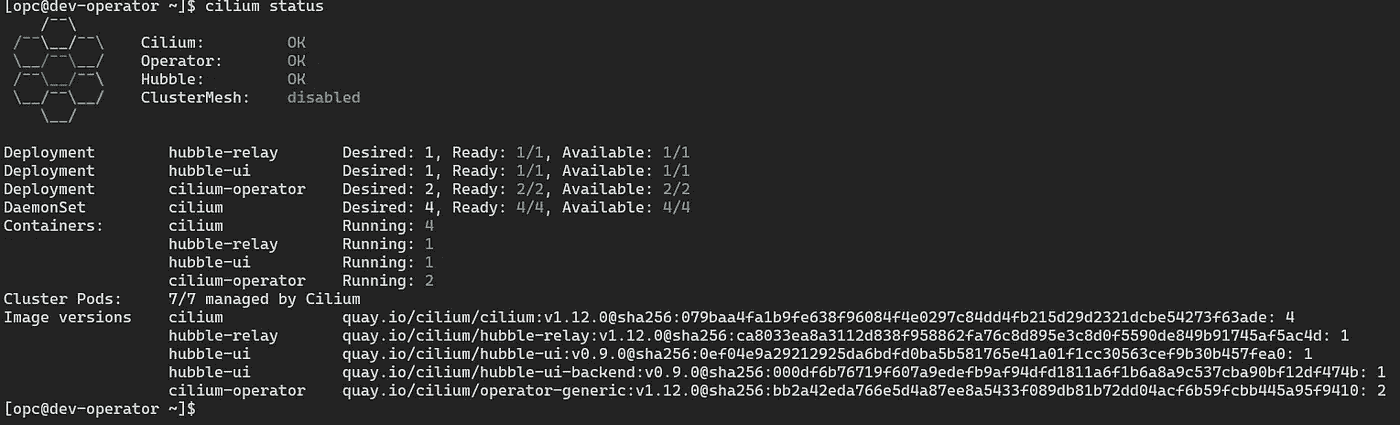 [opc@dev-operator ~]$ cilium status
    /¯¯\
 /¯¯\__/¯¯\    Cilium:         OK
 \__/¯¯\__/    Operator:       OK
 /¯¯\__/¯¯\    Hubble:         OK
 \__/¯¯\__/    ClusterMesh:    disabled
    \__/
Deployment        hubble-relay       Desired: 1, Ready: 1/1, Available: 1/1
Deployment        hubble-ui          Desired: 1, Ready: 1/1, Available: 1/1
Deployment        cilium-operator    Desired: 2, Ready: 2/2, Available: 2/2
DaemonSet         cilium             Desired: 4, Ready: 4/4, Available: 4/4
Containers:       cilium             Running: 4
                  hubble-relay       Running: 1
                  hubble-ui          Running: 1
                  cilium-operator    Running: 2
Cluster Pods:     7/7 managed by Cilium
Image versions    cilium             quay.io/cilium/cilium:v1.12.0@sha256:079baa4fa1b9fe638f96084f4e0297c84dd4fb215d29d2321dcbe54273f63ade: 4
                  hubble-relay       quay.io/cilium/hubble-relay:v1.12.0@sha256:ca8033ea8a3112d838f958862fa76c8d895e3c8d0f5590de849b91745af5ac4d: 1
                  hubble-ui          quay.io/cilium/hubble-ui:v0.9.0@sha256:0ef04e9a29212925da6bdfd0ba5b581765e41a01f1cc30563cef9b30b457fea0: 1
                  hubble-ui          quay.io/cilium/hubble-ui-backend:v0.9.0@sha256:000df6b76719f607a9edefb9af94dfd1811a6f1b6a8a9c537cba90bf12df474b: 1
                  cilium-operator    quay.io/cilium/operator-generic:v1.12.0@sha256:bb2a42eda766e5d4a87ee8a5433f089db81b72dd04acf6b59fcbb445a95f9410: 2
[opc@dev-operator ~]$